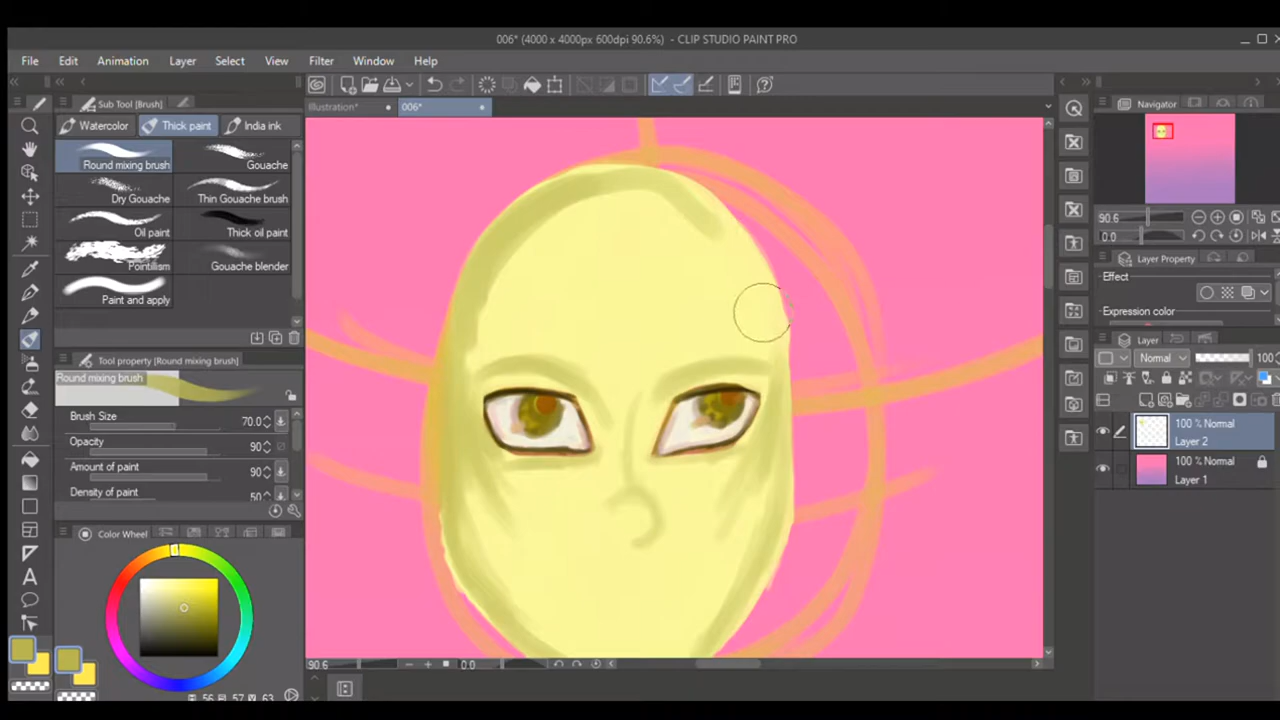 006* (4000 x 4000px 600dpi 90.6%) - CLIP STUDIO PAINT PRO
File Edit Animation Layer Select View Filter Window Help
Illustration* 006*
Sub Tool [Brush]
Watercolor Thick paint India ink
Round mixing brush Gouache
Dry Gouache Thin Gouache brush
Oil paint Thick oil paint
Pointillism Gouache blender
Paint and apply
Tool property [Round mixing brush]
Round mixing brush
Brush Size 70.0
Opacity 90
Amount of paint 90
Density of paint 50
Color Wheel
56 57 63
90.6 0.0
Navigator
90.6
0.0
Layer Property
Effect
Expression color
Layer
Normal 100
100 % Normal
Layer 2
100 % Normal
Layer 1